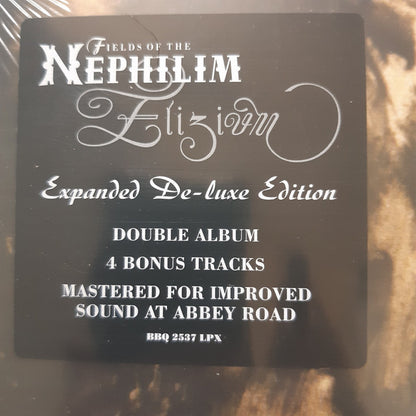 FIELDS OF THE
NEPHILIM
Elizium
Expanded De-luxe Edition
DOUBLE ALBUM
4 BONUS TRACKS
MASTERED FOR IMPROVED
SOUND AT ABBEY ROAD
BBQ 2537 LPX